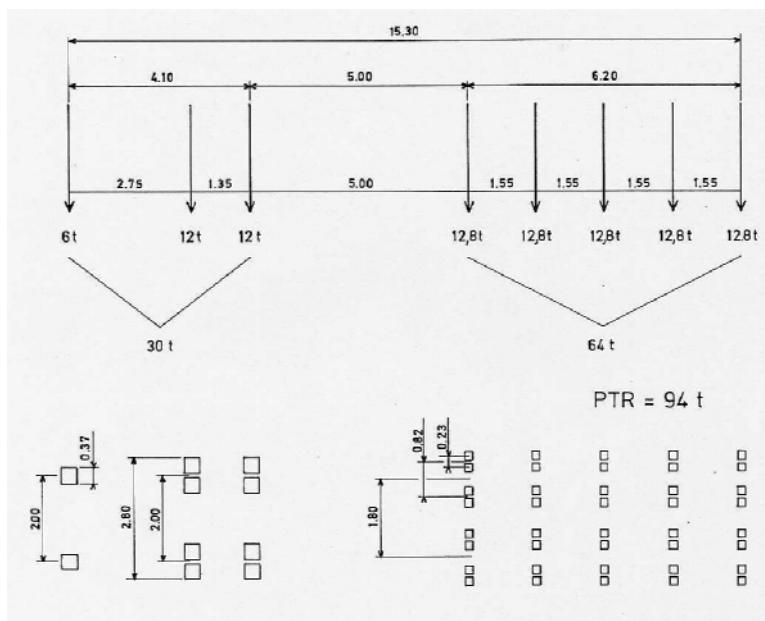 15,30
4.10 5.00 6.20
2.75 1.35 5.00 1,55 1,55 1,55 1,55
6t 12t 12t 12,8t 12,8t 12,8t 12,8t 12.8t
30 t 64 t
PTR = 94 t
0.37 0.82 0.23
200 2.80 2.00 1.80